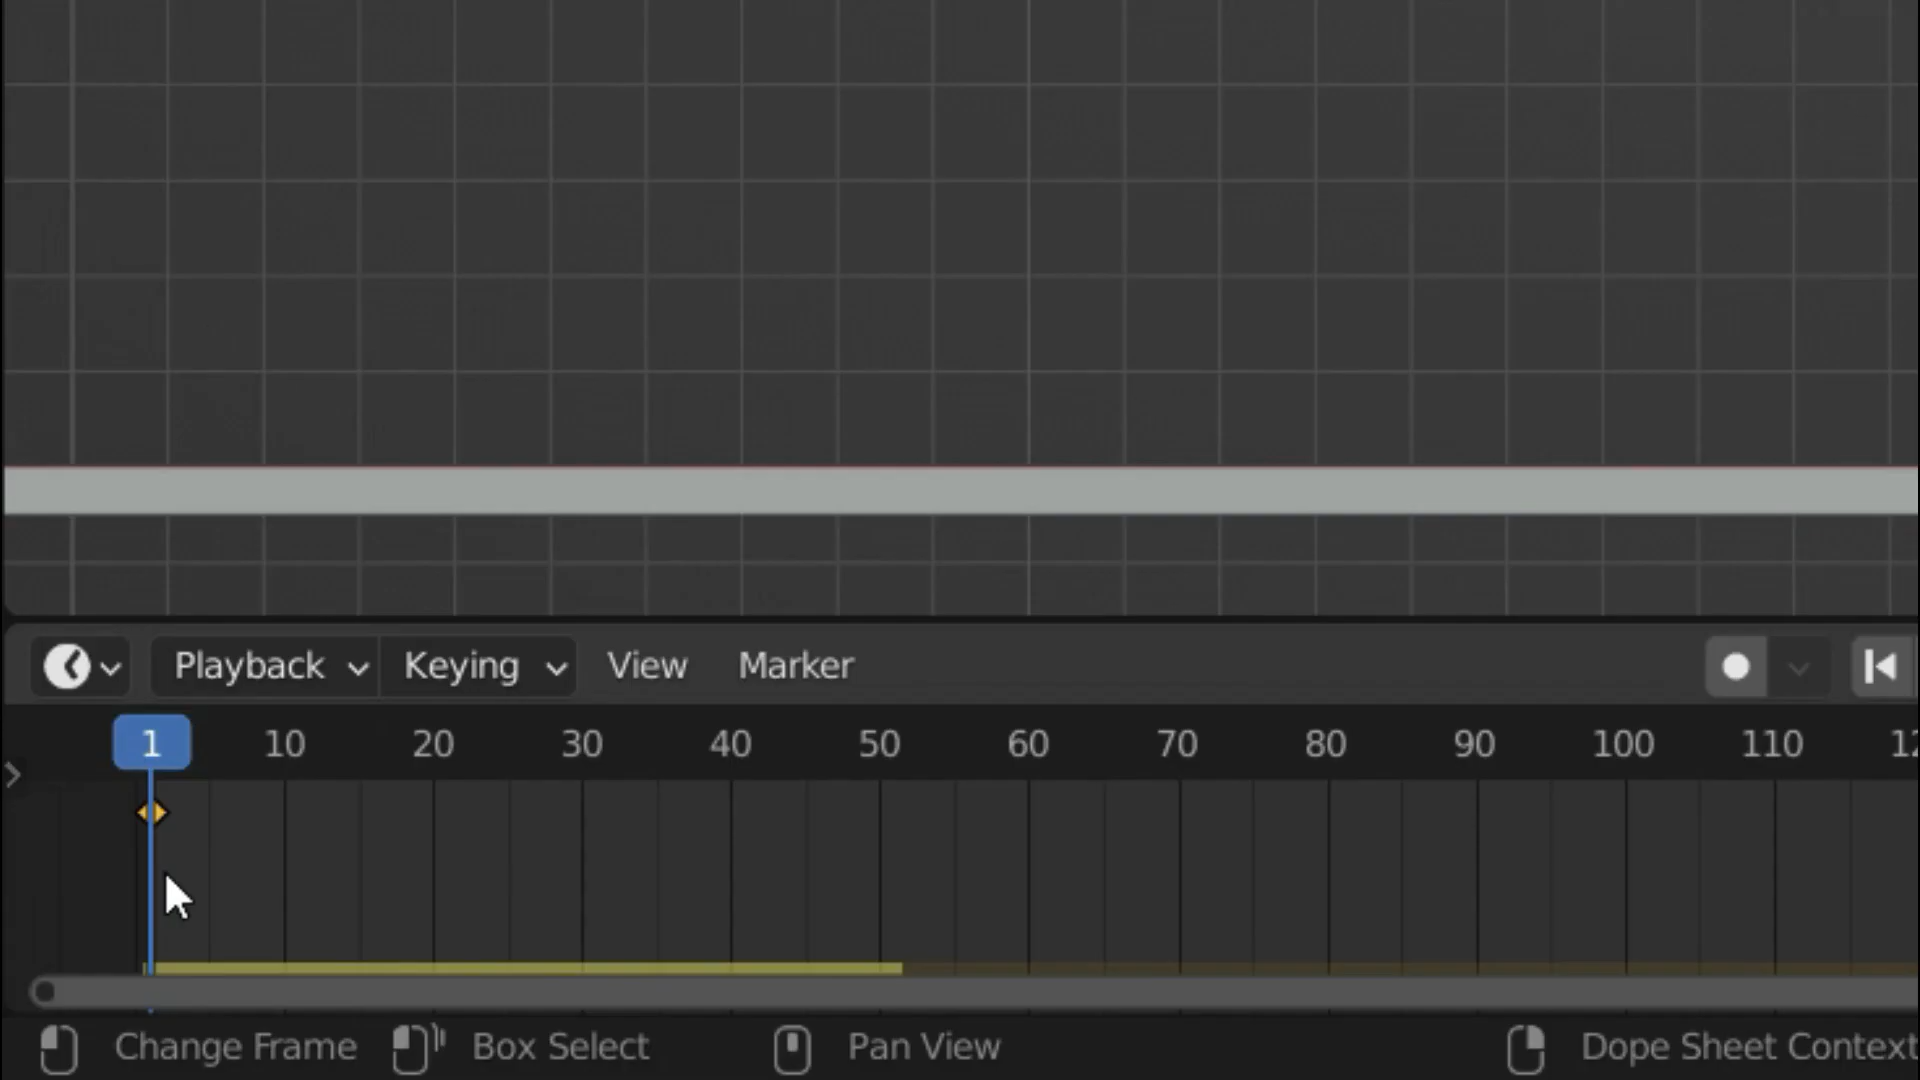 Playback Keying View Marker
1 10 20 30 40 50 60 70 80 90 100 110 12
Change Frame Box Select Pan View Dope Sheet Context